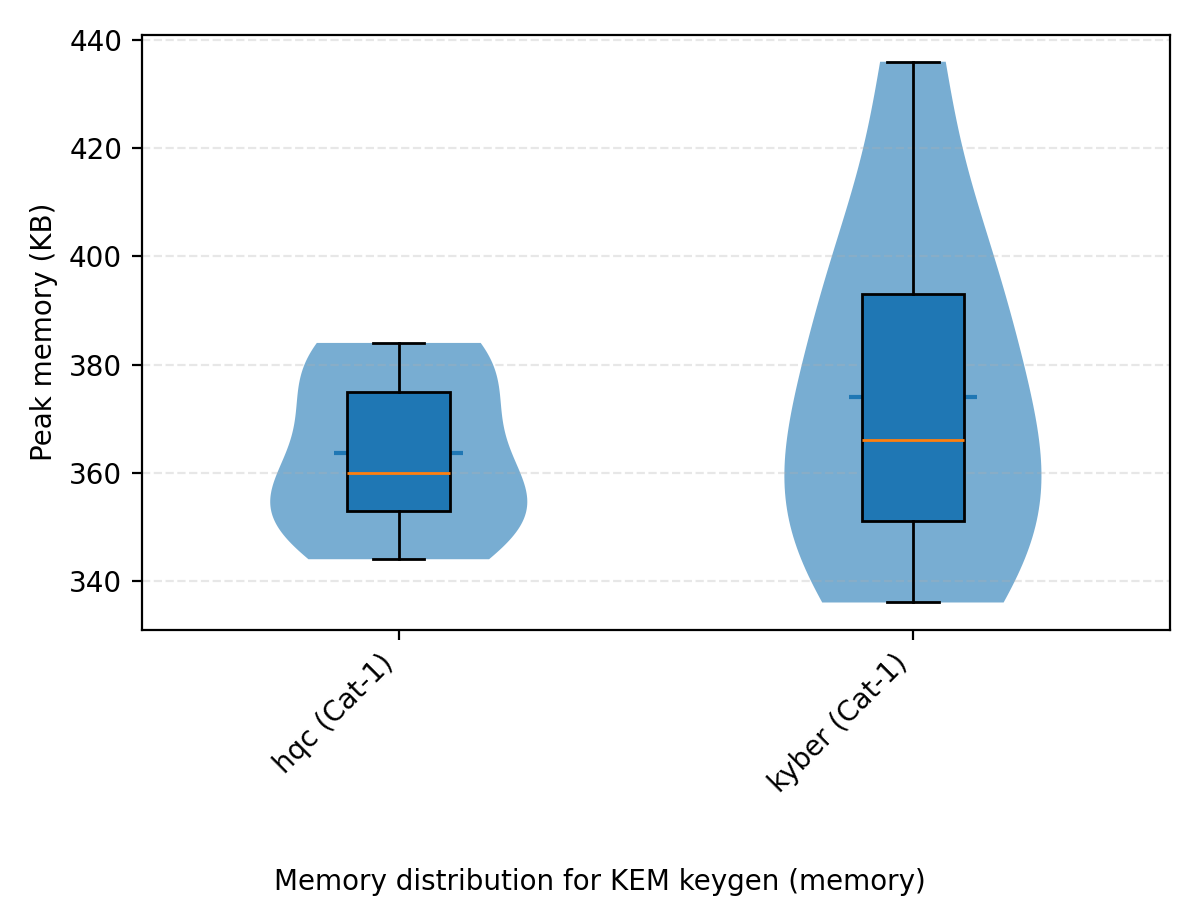 Peak memory (KB)
440
420
400
380
360
340
hqc (Cat-1)
kyber (Cat-1)
Memory distribution for KEM keygen (memory)